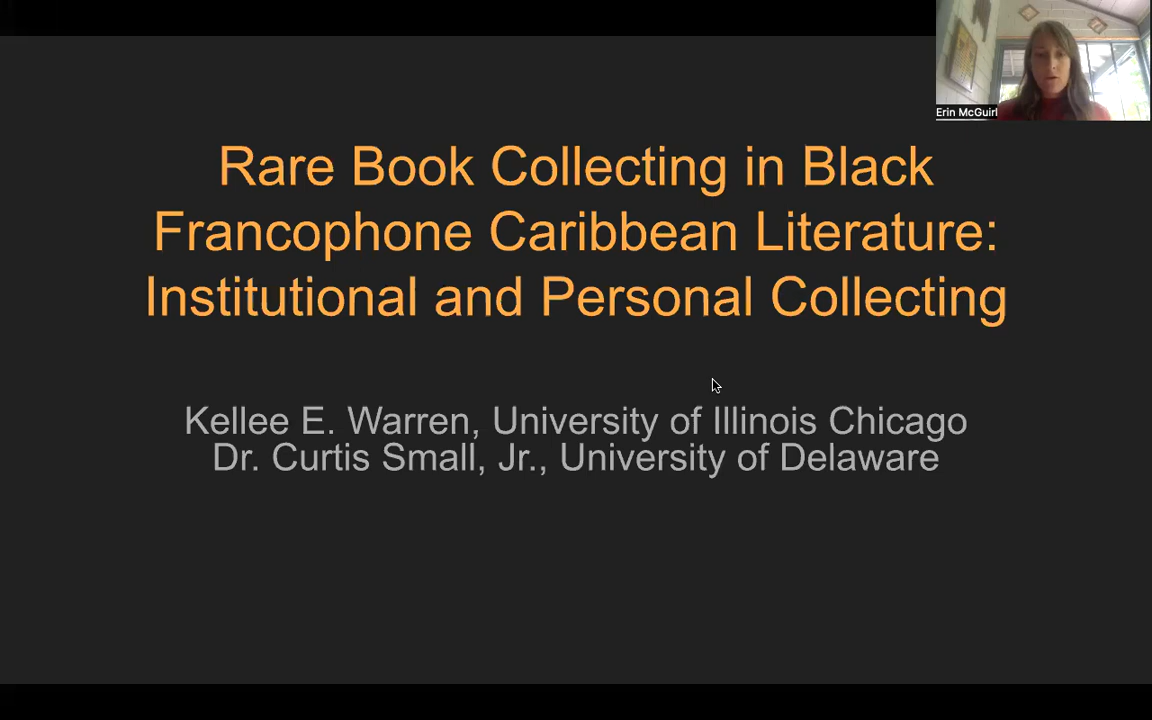 Erin McGuirl
Rare Book Collecting in Black
Francophone Caribbean Literature:
Institutional and Personal Collecting
Kellee E. Warren, University of Illinois Chicago
Dr. Curtis Small, Jr., University of Delaware